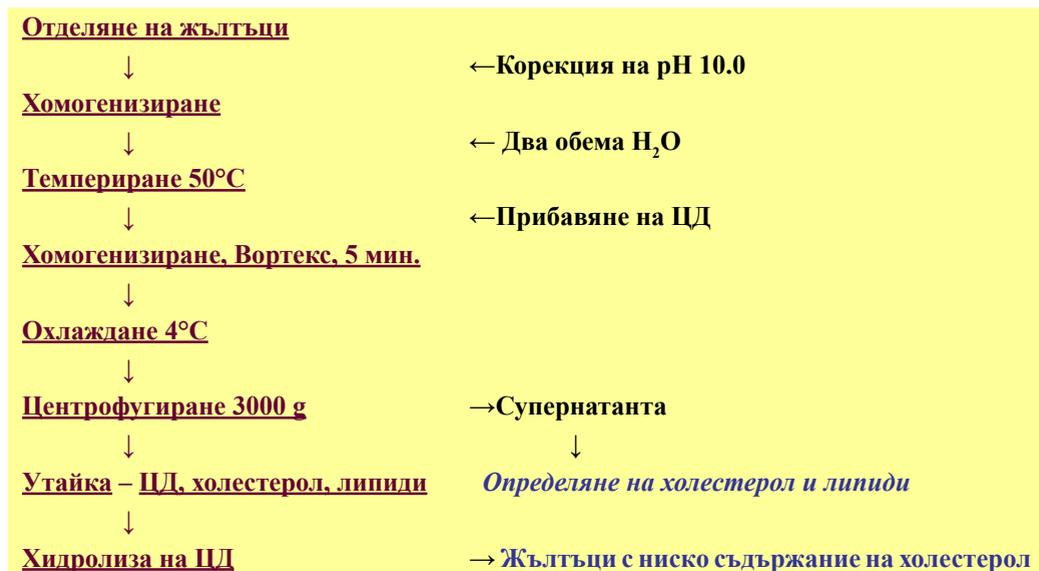 Отделяне на жълтъци
↓ ←Корекция на pH 10.0
Хомогенизиране
↓ ← Два обема H₂O
Темпериране 50°C
↓ ←Прибавяне на ЦД
Хомогенизиране, Вортекс, 5 мин.
↓
Охлаждане 4°C
↓
Центрофугиране 3000 g →Супернатанта
↓ ↓
Утайка – ЦД, холестерол, липиди Определяне на холестерол и липиди
↓
Хидролиза на ЦД → Жълтъци с ниско съдържание на холестерол